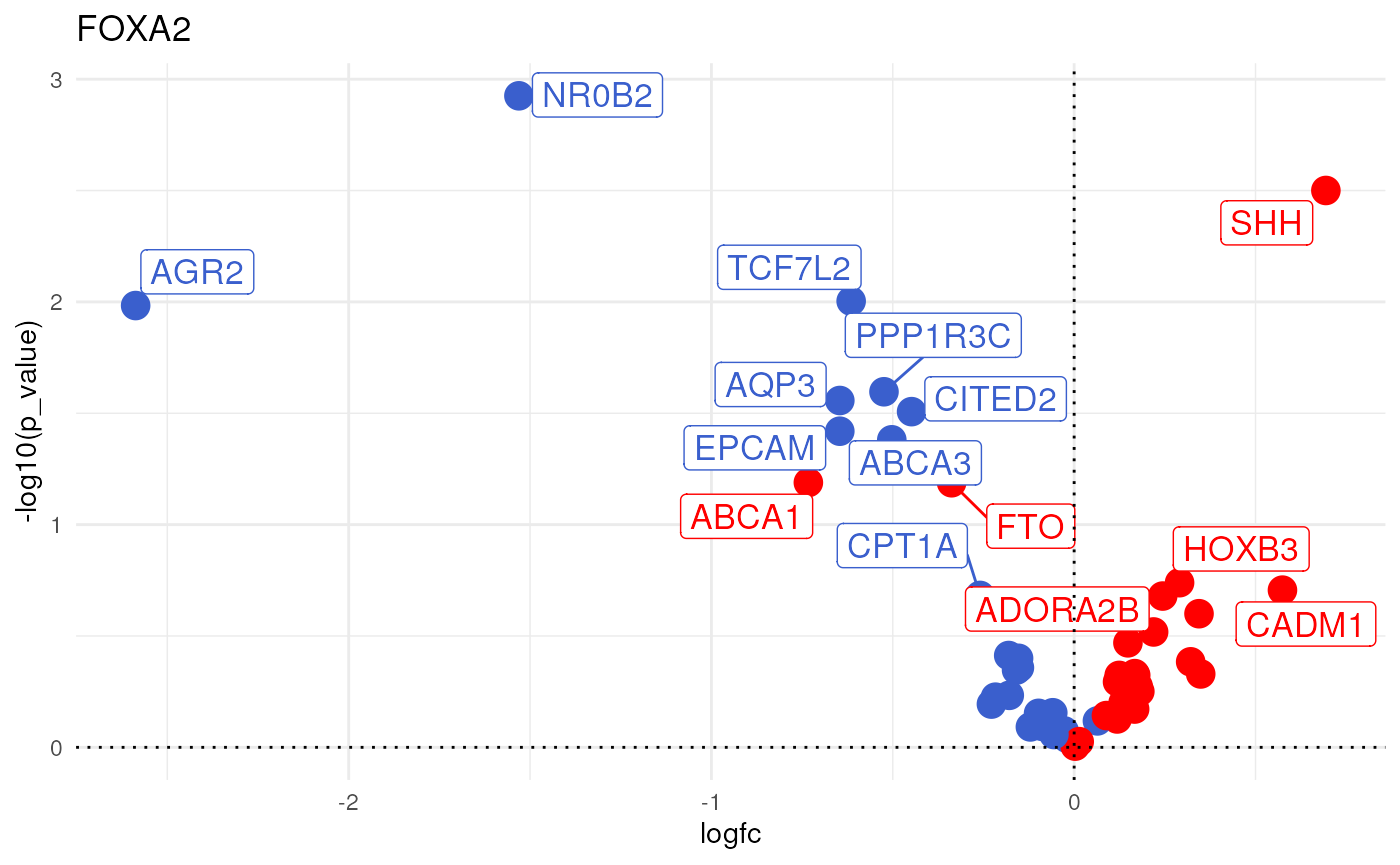 FOXA2
3
NR0B2
SHH
AGR2
TCF7L2
2
PPP1R3C
AQP3
CITED2
EPCAM
ABCA3
ABCA1
1
FTO
CPT1A
HOXB3
ADORA2B
CADM1
0
-2
-1
0
logfc
-log10(p_value)